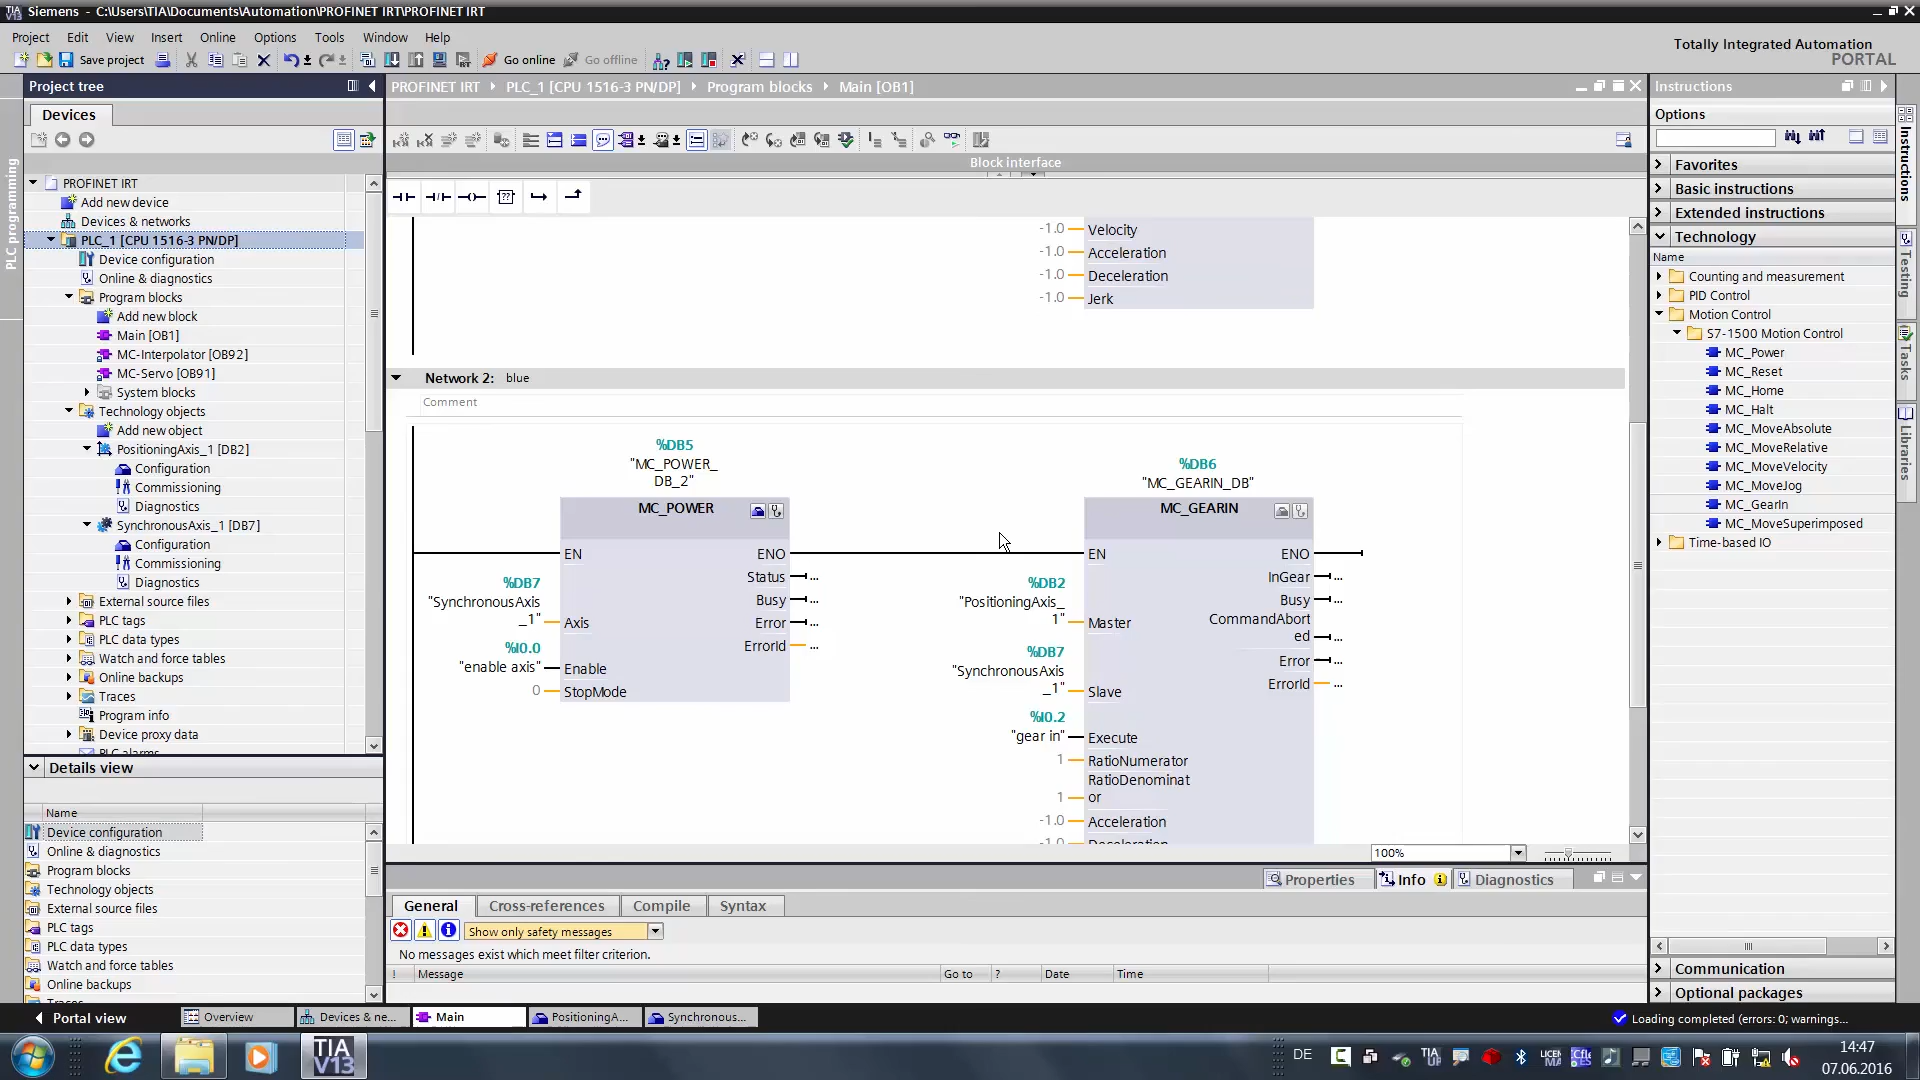 Siemens - C:\Users\TIA\Documents\Automation\PROFINET IRT\PROFINET IRT
Project Edit View Insert Online Options Tools Window Help
Totally Integrated Automation
PORTAL
Save project
Go online
Go offline
Project tree
Devices
PLC programming
PROFINET IRT
Add new device
Devices & networks
PLC_1 [CPU 1516-3 PN/DP]
Device configuration
Online & diagnostics
Program blocks
Add new block
Main [OB1]
MC-Interpolator [OB92]
MC-Servo [OB91]
System blocks
Technology objects
Add new object
PositioningAxis_1 [DB2]
Configuration
Commissioning
Diagnostics
SynchronousAxis_1 [DB7]
Configuration
Commissioning
Diagnostics
External source files
PLC tags
PLC data types
Watch and force tables
Online backups
Traces
Program info
Device proxy data
PLC alarms
Details view
Name
Device configuration
Online & diagnostics
Program blocks
Technology objects
External source files
PLC tags
PLC data types
Watch and force tables
Online backups
Traces
PROFINET IRT PLC_1 [CPU 1516-3 PN/DP] Program blocks Main [OB1]
Block interface
-1.0 Velocity
-1.0 Acceleration
-1.0 Deceleration
-1.0 Jerk
Network 2: blue
Comment
%DB5
"MC_POWER_
DB_2"
MC_POWER
EN ENO
Status ...
Busy ...
Error ...
ErrorId ...
%DB7
"SynchronousAxis
_1" Axis
%I0.0
"enable axis" Enable
0 StopMode
%DB6
"MC_GEARIN_DB"
MC_GEARIN
EN ENO
InGear ...
Busy ...
CommandAbort
ed ...
Error ...
ErrorId ...
%DB2
"PositioningAxis_
1" Master
%DB7
"SynchronousAxis
_1" Slave
%I0.2
"gear in" Execute
1 RatioNumerator
RatioDenominat
1 or
-1.0 Acceleration
-1.0 Deceleration
100%
Properties Info Diagnostics
General Cross-references Compile Syntax
Show only safety messages
No messages exist which meet filter criterion.
! Message Go to ? Date Time
Instructions
Options
Favorites
Basic instructions
Extended instructions
Technology
Name
Counting and measurement
PID Control
Motion Control
S7-1500 Motion Control
MC_Power
MC_Reset
MC_Home
MC_Halt
MC_MoveAbsolute
MC_MoveRelative
MC_MoveVelocity
MC_MoveJog
MC_GearIn
MC_MoveSuperimposed
Time-based IO
Communication
Optional packages
Instructions
Testing
Tasks
Libraries
Portal view Overview Devices & ne... Main PositioningA... Synchronous...
Loading completed (errors: 0; warnings...
TIA
V13
DE
14:47
07.06.2016